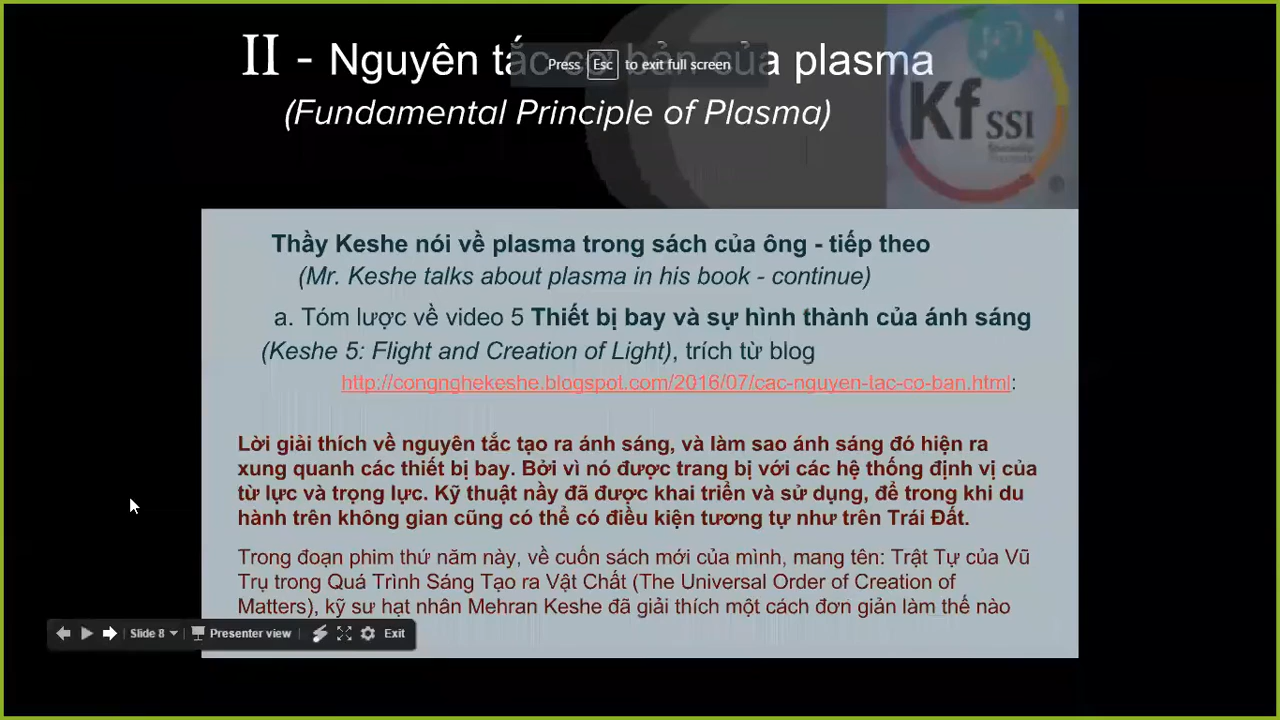 II - Nguyên tắc cơ bản của plasma
Press Esc to exit full screen
(Fundamental Principle of Plasma)
Kf SSI
Thầy Keshe nói về plasma trong sách của ông - tiếp theo
(Mr. Keshe talks about plasma in his book - continue)
a. Tóm lược về video 5 Thiết bị bay và sự hình thành của ánh sáng
(Keshe 5: Flight and Creation of Light), trích từ blog
http://congnghekeshe.blogspot.com/2016/07/cac-nguyen-tac-co-ban.html:
Lời giải thích về nguyên tắc tạo ra ánh sáng, và làm sao ánh sáng đó hiện ra
xung quanh các thiết bị bay. Bởi vì nó được trang bị với các hệ thống định vị của
từ lực và trọng lực. Kỹ thuật nầy đã được khai triển và sử dụng, để trong khi du
hành trên không gian cũng có thể có điều kiện tương tự như trên Trái Đất.
Trong đoạn phim thứ năm này, về cuốn sách mới của mình, mang tên: Trật Tự của Vũ
Trụ trong Quá Trình Sáng Tạo ra Vật Chất (The Universal Order of Creation of
Matters), kỹ sư hạt nhân Mehran Keshe đã giải thích một cách đơn giản làm thế nào
Slide 8 Presenter view Exit